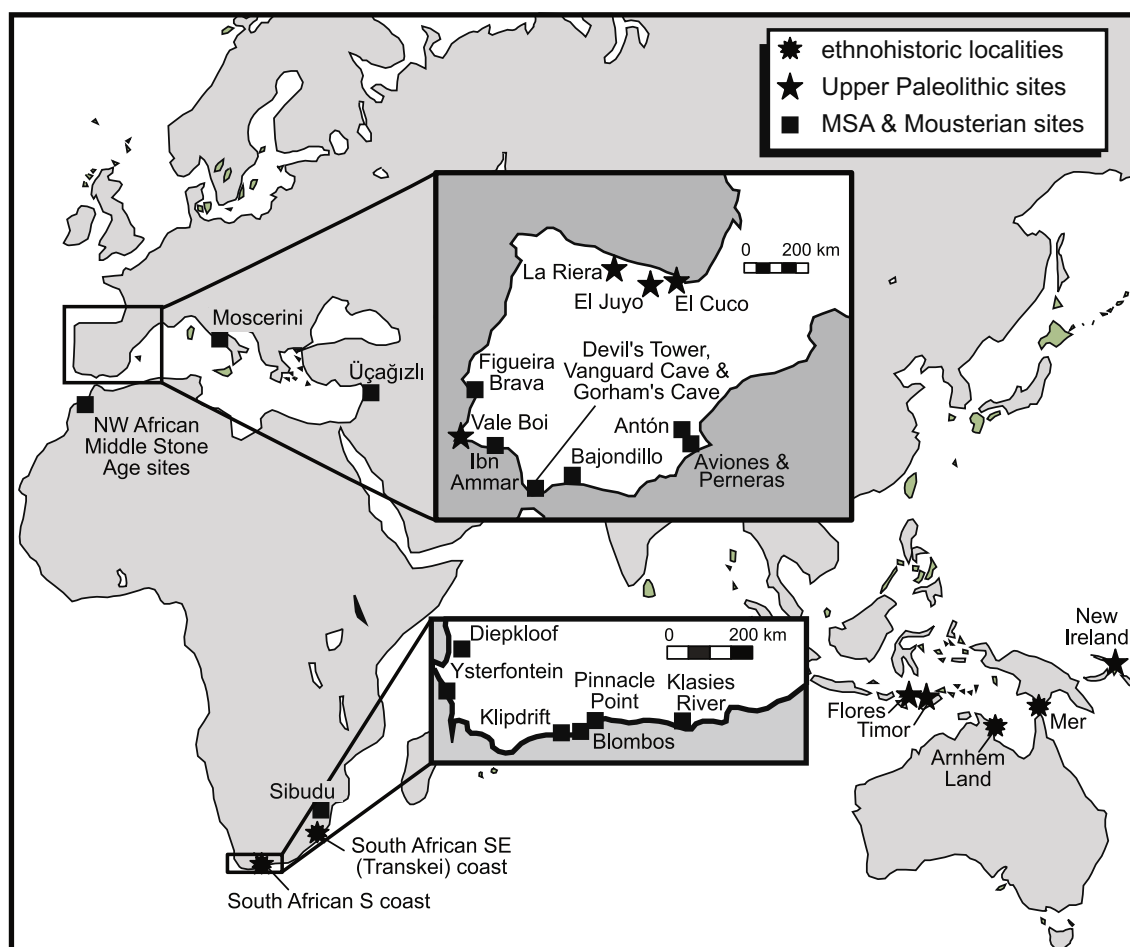 ethnohistoric localities
Upper Paleolithic sites
MSA & Mousterian sites
0 200 km
La Riera
El Juyo
El Cuco
Moscerini
Devil's Tower,
Vanguard Cave &
Gorham's Cave
Figueira
Brava
Üçağızlı
Vale Boi
Antón
NW African
Middle Stone
Age sites
Ibn
Ammar
Bajondillo
Aviones &
Perneras
0 200 km
Diepkloof
Ysterfontein
Pinnacle
Point
Klasies
River
Klipdrift
Blombos
New
Ireland
Flores
Timor
Mer
Arnhem
Land
Sibudu
South African SE
(Transkei) coast
South African S coast